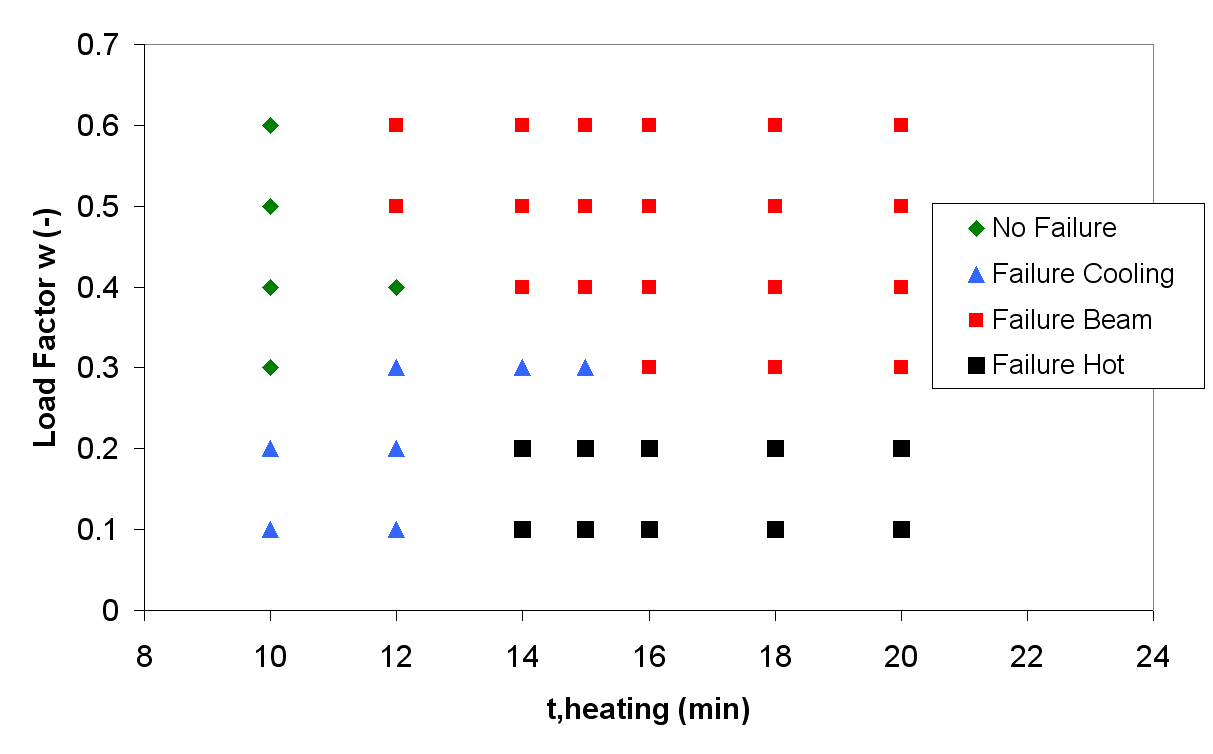 0.7
0.6
0.5
0.4
0.3
0.2
0.1
0
Load Factor w (-)
No Failure
Failure Cooling
Failure Beam
Failure Hot
8 10 12 14 16 18 20 22 24
t,heating (min)